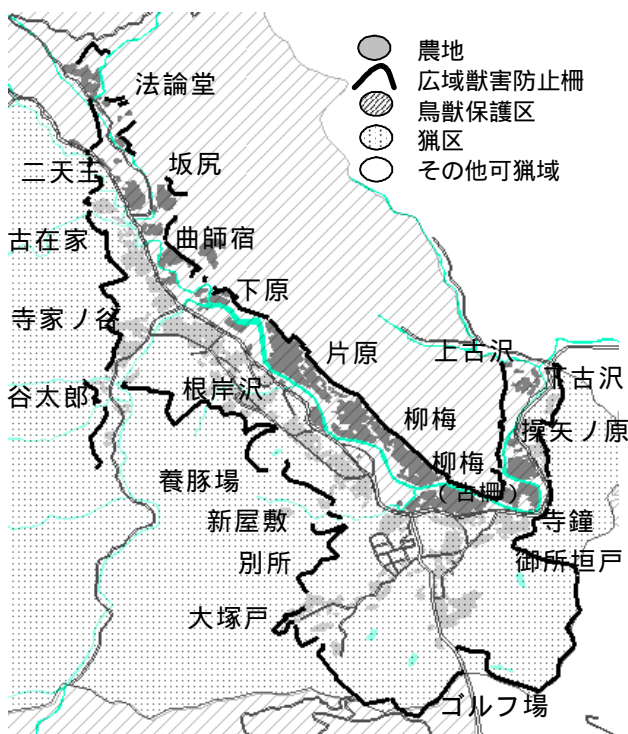 農地
広域獣害防止柵
鳥獣保護区
猟区
その他可猟域
法論堂
坂尻
二天王
古在家
曲師宿
下原
寺家ノ谷
片原
上古沢
下古沢
谷太郎
根岸沢
柳梅
操矢ノ原
柳梅
(古柵)
養豚場
新屋敷
寺鐘
別所
御所垣戸
大塚戸
ゴルフ場